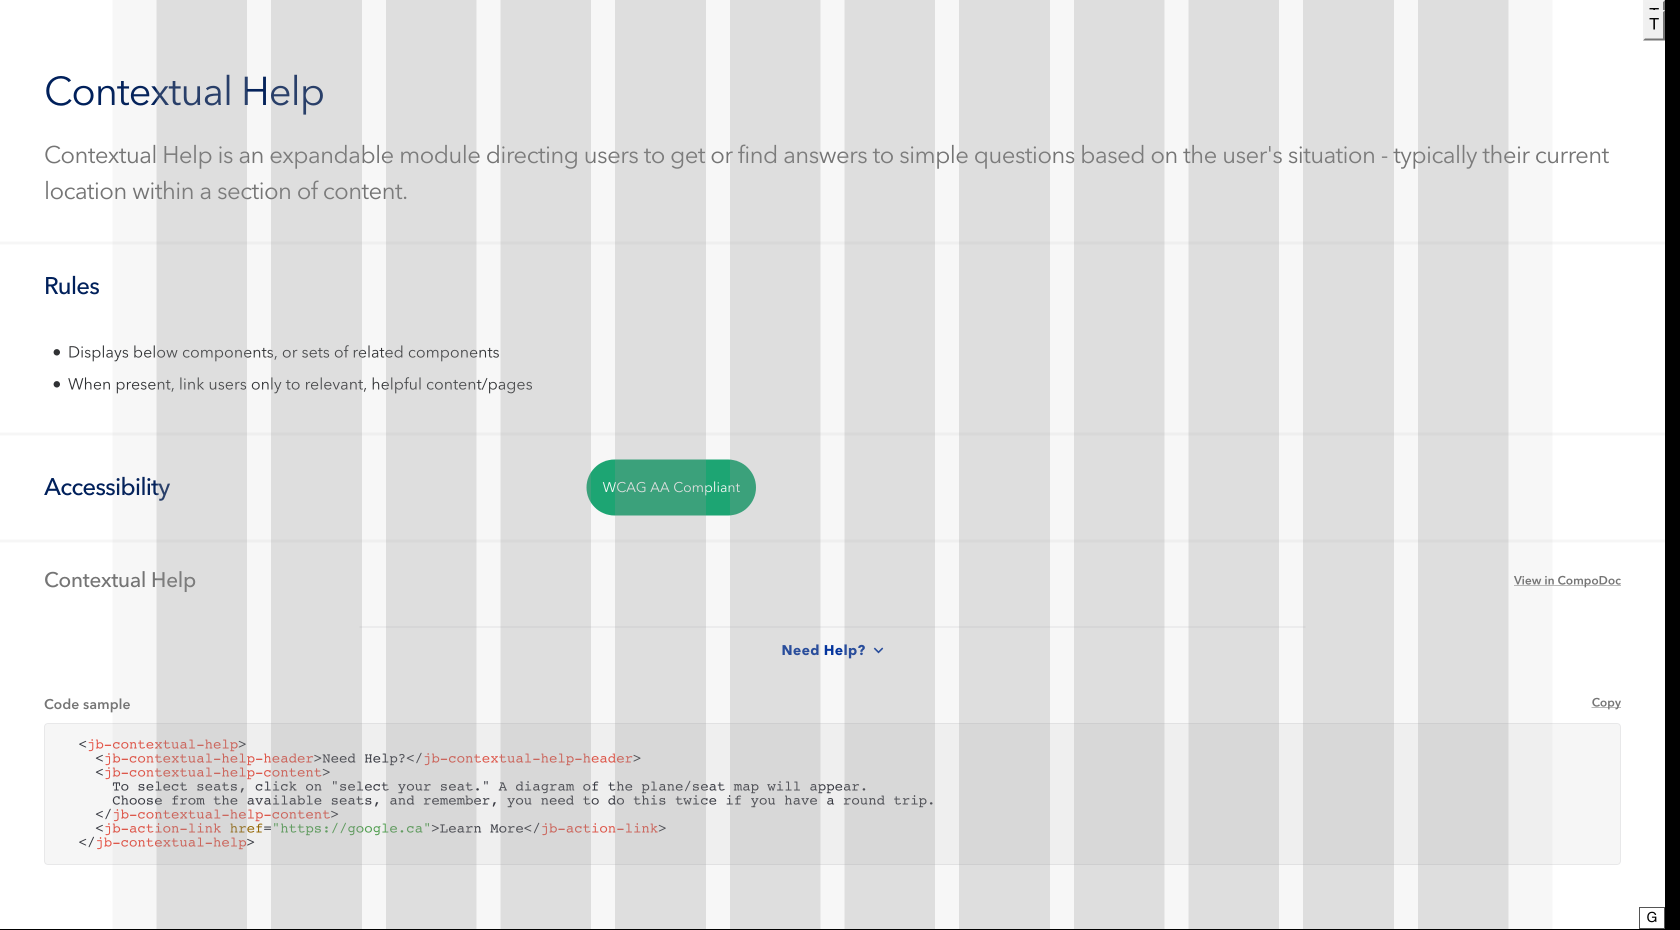 T
Contextual Help
Contextual Help is an expandable module directing users to get or find answers to simple questions based on the user's situation - typically their current
location within a section of content.
Rules
• Displays below components, or sets of related components
• When present, link users only to relevant, helpful content/pages
Accessibility
WCAG AA Compliant
Contextual Help
View in CompoDoc
Need Help?
Code sample
Copy
<jb-contextual-help>
<jb-contextual-help-header>Need Help?</jb-contextual-help-header>
<jb-contextual-help-content>
To select seats, click on "select your seat." A diagram of the plane/seat map will appear.
Choose from the available seats, and remember, you need to do this twice if you have a round trip.
</jb-contextual-help-content>
<jb-action-link href="https://google.ca">Learn More</jb-action-link>
</jb-contextual-help>
G